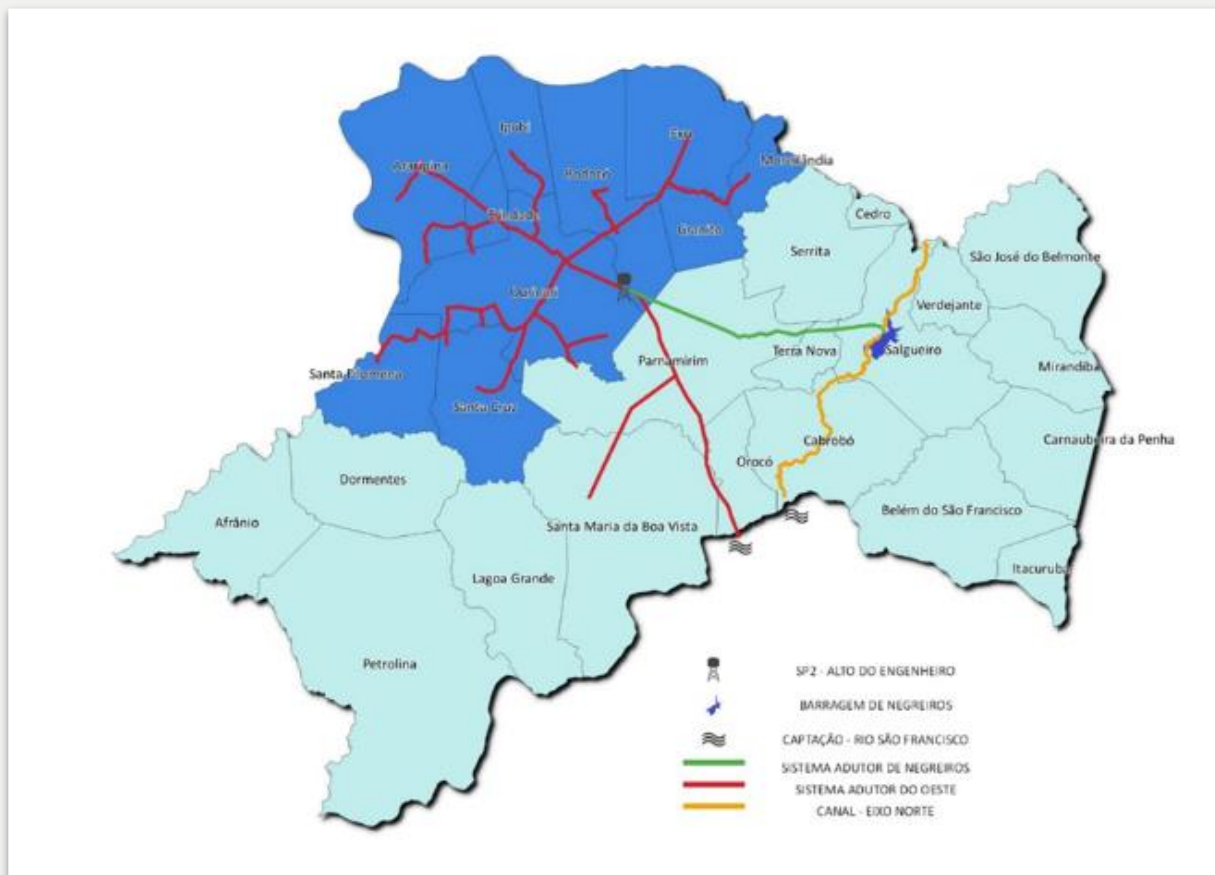 Ipubi
Exu
Araripina
Bodocó
Moreilândia
Trindade
Granito
Cedro
Serrita
São José do Belmonte
Ouricuri
Verdejante
Terra Nova
Salgueiro
Parnamirim
Mirandiba
Santa Filomena
Santa Cruz
Cabrobó
Carnaubeira da Penha
Orocó
Dormentes
Afrânio
Santa Maria da Boa Vista
Belém do São Francisco
Lagoa Grande
Itacuruba
Petrolina
SP2 - ALTO DO ENGENHEIRO
BARRAGEM DE NEGREIROS
CAPTAÇÃO - RIO SÃO FRANCISCO
SISTEMA ADUTOR DE NEGREIROS
SISTEMA ADUTOR DO OESTE
CANAL - EIXO NORTE